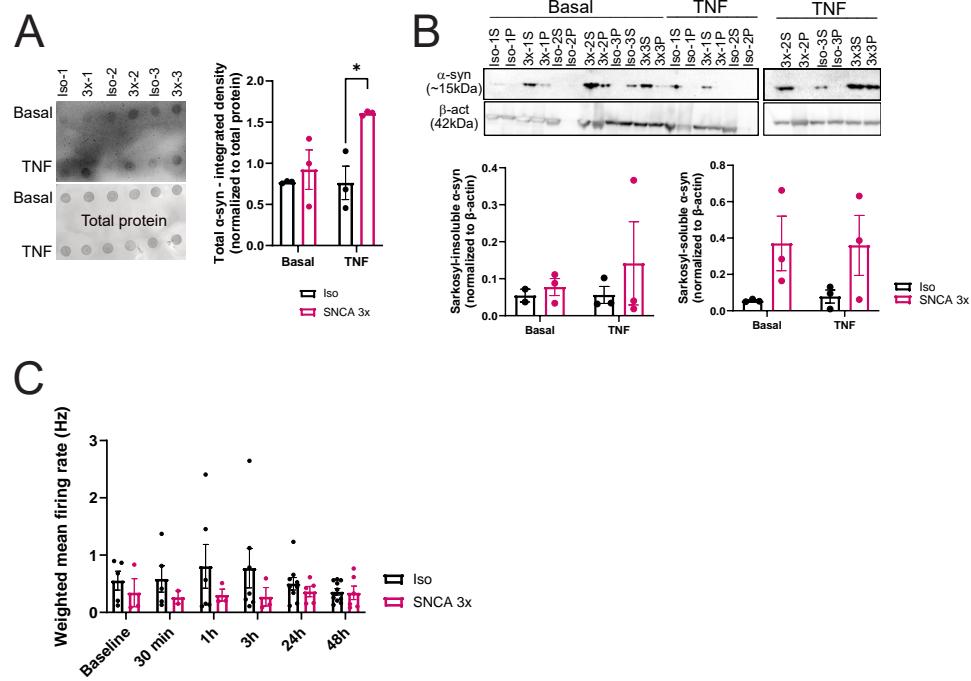 A
Iso-1
3x-1
Iso-2
3x-2
Iso-3
3x-3
Basal
TNF
Basal
Total protein
TNF
Total α-syn - integrated density
(normalized to total protein)
2.0
1.5
1.0
0.5
0.0
*
Basal
TNF
Iso
SNCA 3x
B
Basal
TNF
TNF
Iso-1S
Iso-1P
3x-1S
3x-1P
Iso-2S
Iso-2P
3x-2S
3x-2P
Iso-3P
Iso-3S
3x3S
3x3P
Iso-1S
Iso-1P
3x-1S
3x-1P
Iso-2S
Iso-2P
3x-2S
3x-2P
Iso-3S
Iso-3P
3x3S
3x3P
α-syn
(~15kDa)
β-act
(42kDa)
Sarkosyl-insoluble α-syn
(normalized to β-actin)
0.4
0.3
0.2
0.1
0.0
Basal
TNF
Sarkosyl-soluble α-syn
(normalized to β-actin)
0.8
0.6
0.4
0.2
0.0
Basal
TNF
Iso
SNCA 3x
C
Weighted mean firing rate (Hz)
3
2
1
0
Baseline
30 min
1h
3h
24h
48h
Iso
SNCA 3x